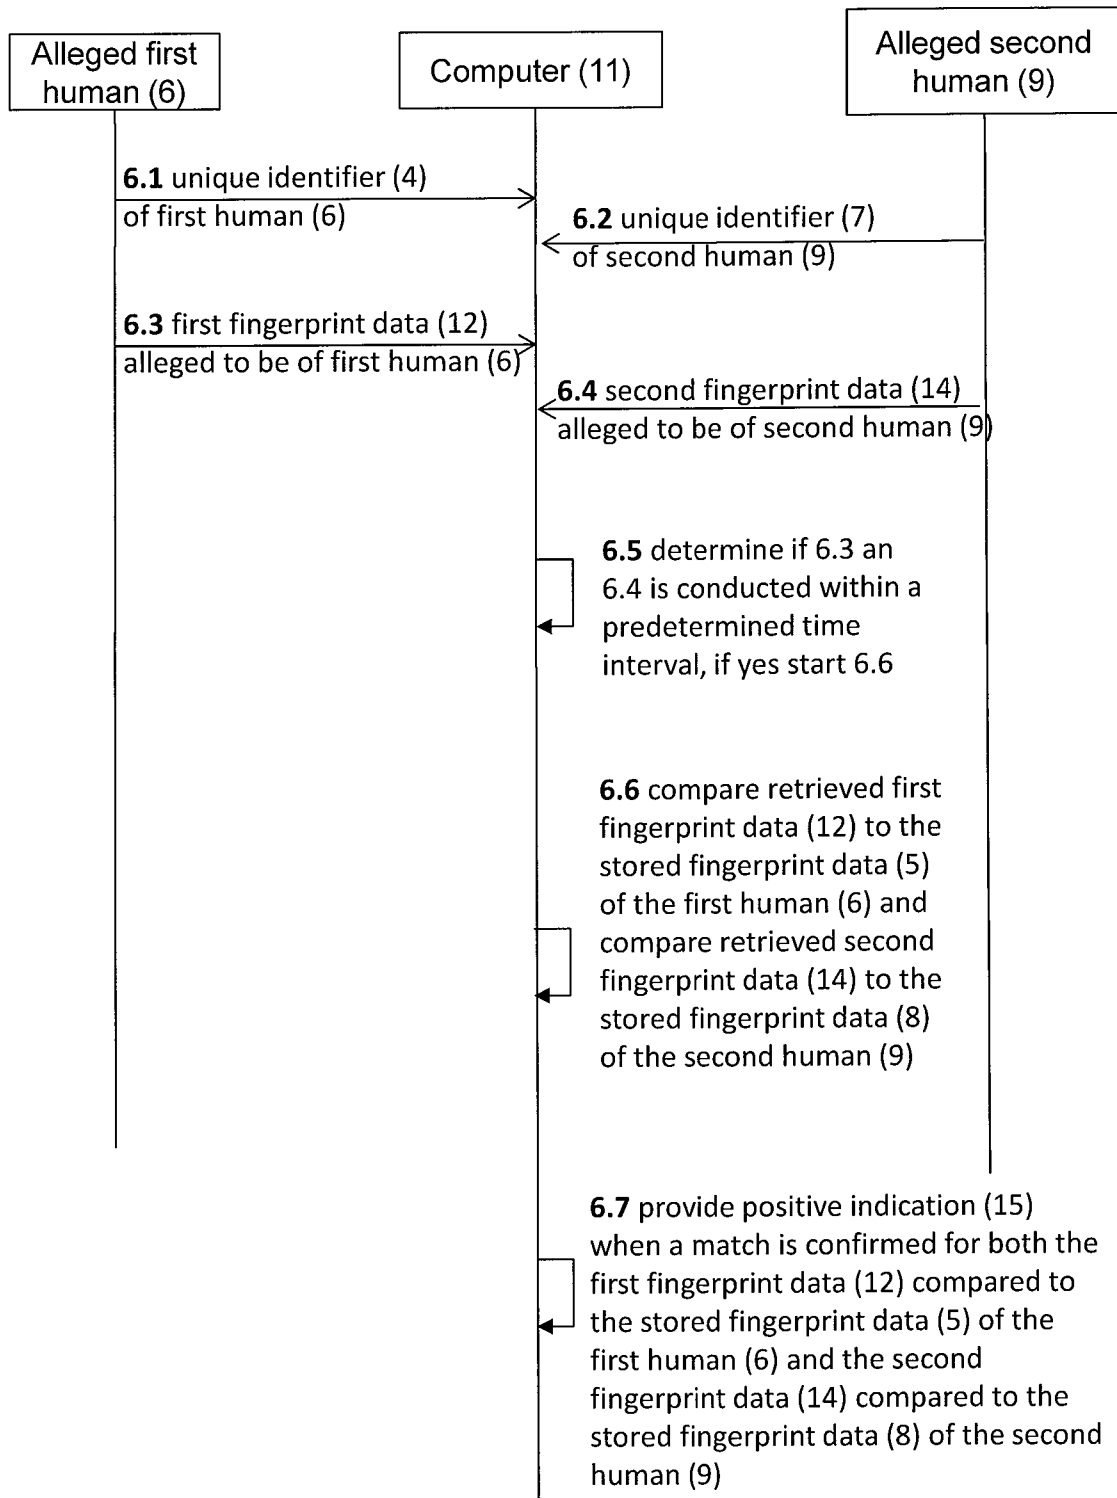 Alleged first
human (6)
Computer (11)
Alleged second
human (9)
6.1 unique identifier (4)
of first human (6)
6.2 unique identifier (7)
of second human (9)
6.3 first fingerprint data (12)
alleged to be of first human (6)
6.4 second fingerprint data (14)
alleged to be of second human (9)
6.5 determine if 6.3 an
6.4 is conducted within a
predetermined time
interval, if yes start 6.6
6.6 compare retrieved first
fingerprint data (12) to the
stored fingerprint data (5)
of the first human (6) and
compare retrieved second
fingerprint data (14) to the
stored fingerprint data (8)
of the second human (9)
6.7 provide positive indication (15)
when a match is confirmed for both the
first fingerprint data (12) compared to
the stored fingerprint data (5) of the
first human (6) and the second
fingerprint data (14) compared to the
stored fingerprint data (8) of the second
human (9)